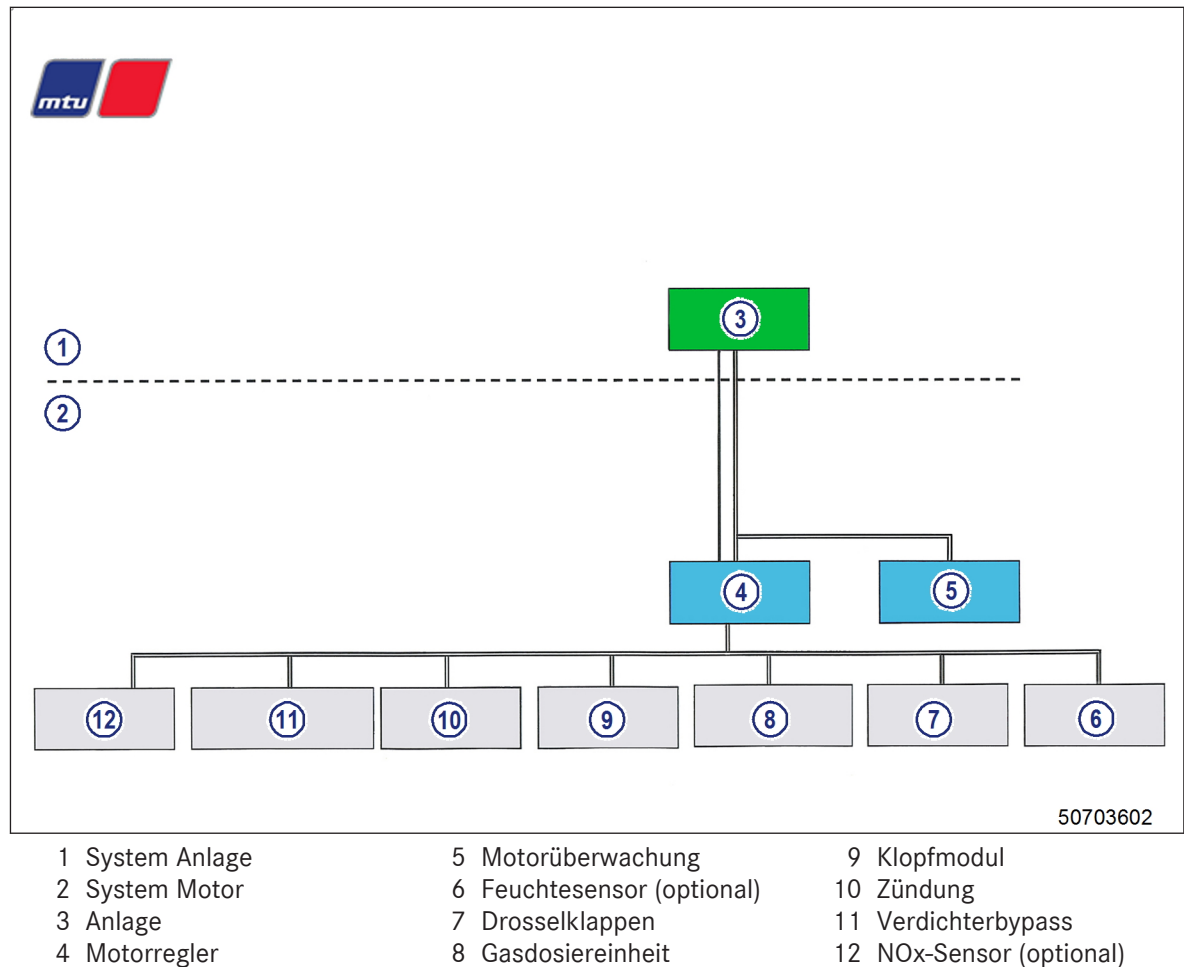 mtu
3
1
2
4
5
12
11
10
9
8
7
6
50703602
1 System Anlage
2 System Motor
3 Anlage
4 Motorregler
5 Motorüberwachung
6 Feuchtesensor (optional)
7 Drosselklappen
8 Gasdosiereinheit
9 Klopfmodul
10 Zündung
11 Verdichterbypass
12 NOx-Sensor (optional)